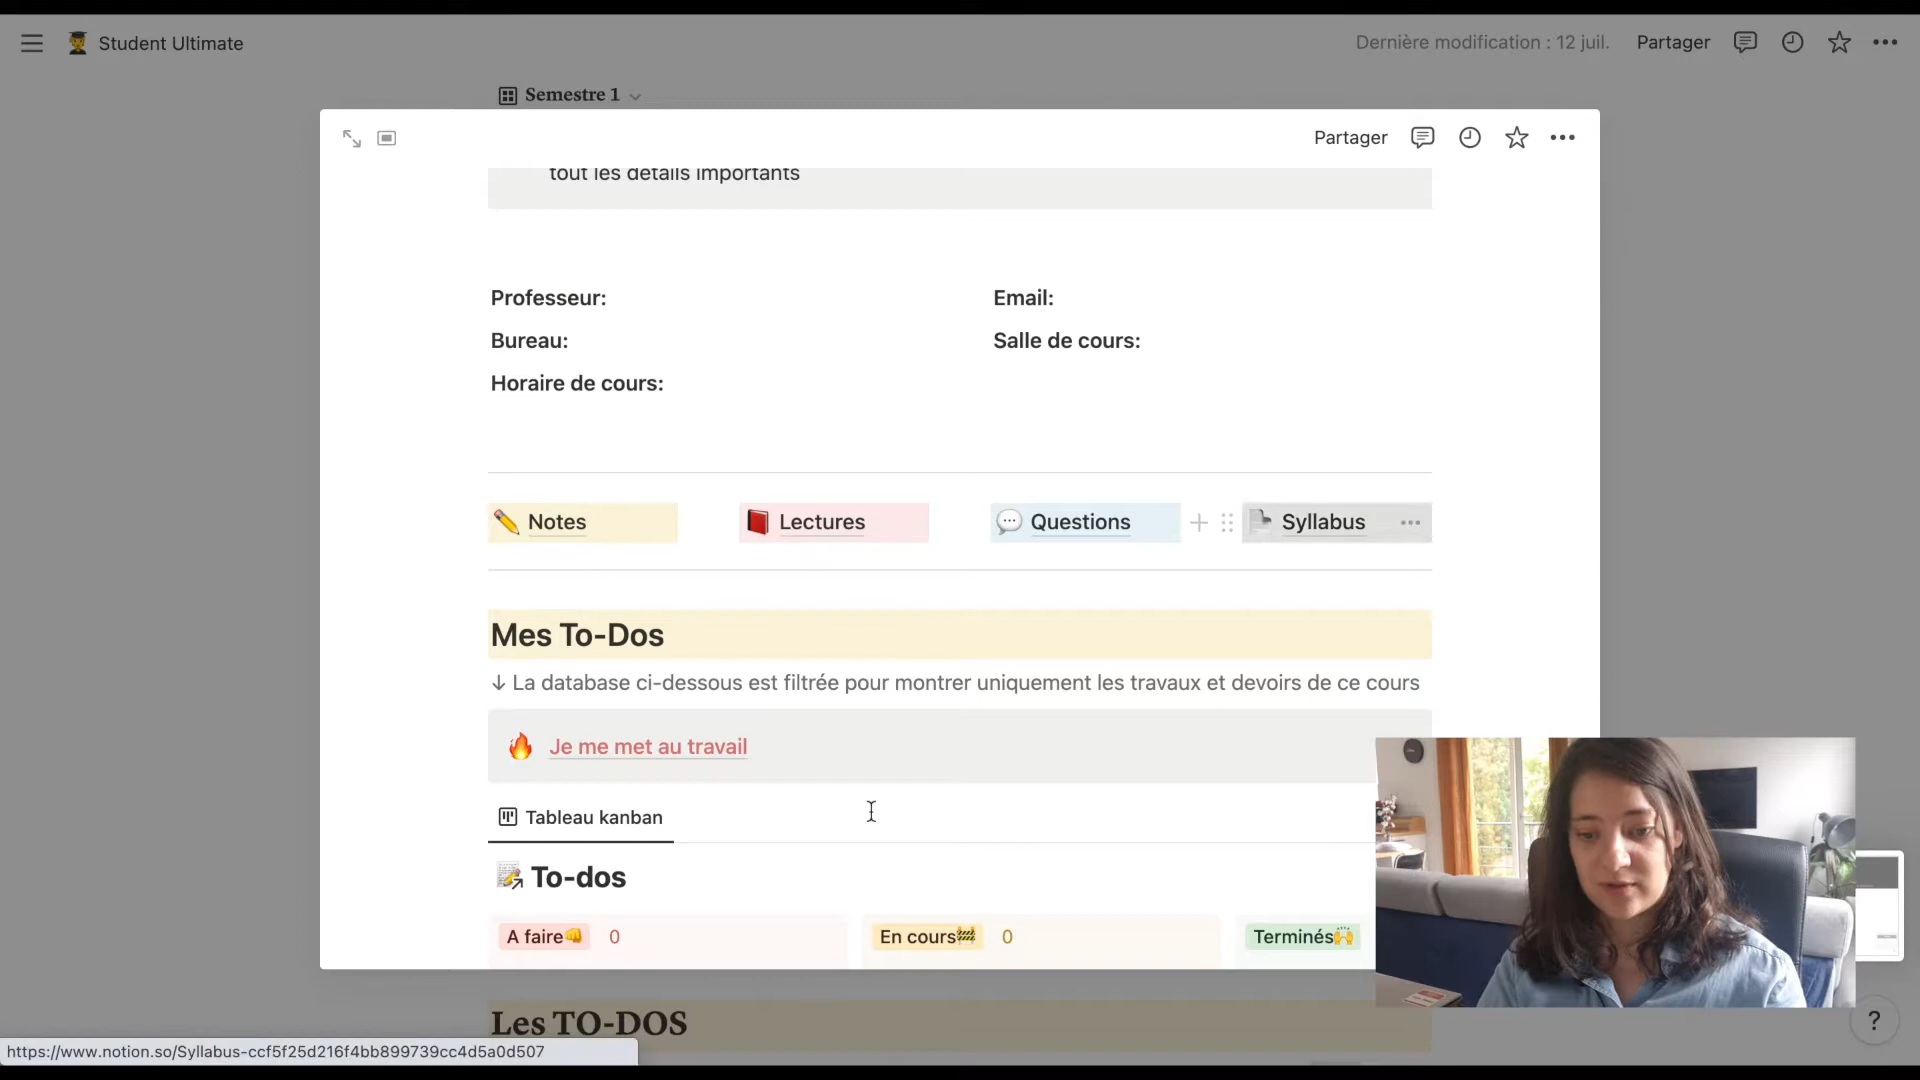 Student Ultimate
Dernière modification : 12 juil.
Partager
Semestre 1
Partager
tout les détails importants
Professeur:
Email:
Bureau:
Salle de cours:
Horaire de cours:
Notes
Lectures
Questions
Syllabus
Mes To-Dos
↓ La database ci-dessous est filtrée pour montrer uniquement les travaux et devoirs de ce cours
Je me met au travail
Tableau kanban
To-dos
A faire 0
En cours 0
Terminés
Les TO-DOS
?
https://www.notion.so/Syllabus-ccf5f25d216f4bb899739cc4d5a0d507